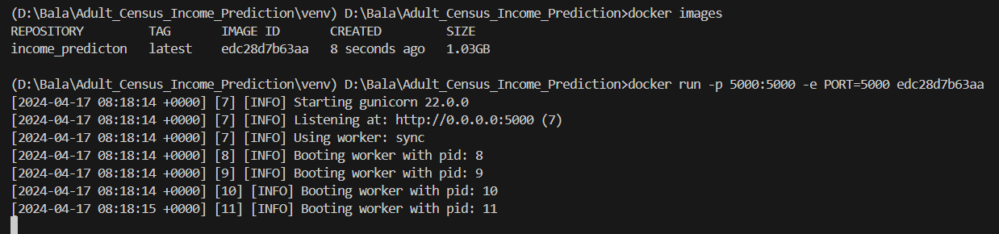 (D:\Bala\Adult_Census_Income_Prediction\venv) D:\Bala\Adult_Census_Income_Prediction>docker images
REPOSITORY TAG IMAGE ID CREATED SIZE
income_predicton latest edc28d7b63aa 8 seconds ago 1.03GB
(D:\Bala\Adult_Census_Income_Prediction\venv) D:\Bala\Adult_Census_Income_Prediction>docker run -p 5000:5000 -e PORT=5000 edc28d7b63aa
[2024-04-17 08:18:14 +0000] [7] [INFO] Starting gunicorn 22.0.0
[2024-04-17 08:18:14 +0000] [7] [INFO] Listening at: http://0.0.0.0:5000 (7)
[2024-04-17 08:18:14 +0000] [7] [INFO] Using worker: sync
[2024-04-17 08:18:14 +0000] [8] [INFO] Booting worker with pid: 8
[2024-04-17 08:18:14 +0000] [9] [INFO] Booting worker with pid: 9
[2024-04-17 08:18:14 +0000] [10] [INFO] Booting worker with pid: 10
[2024-04-17 08:18:15 +0000] [11] [INFO] Booting worker with pid: 11